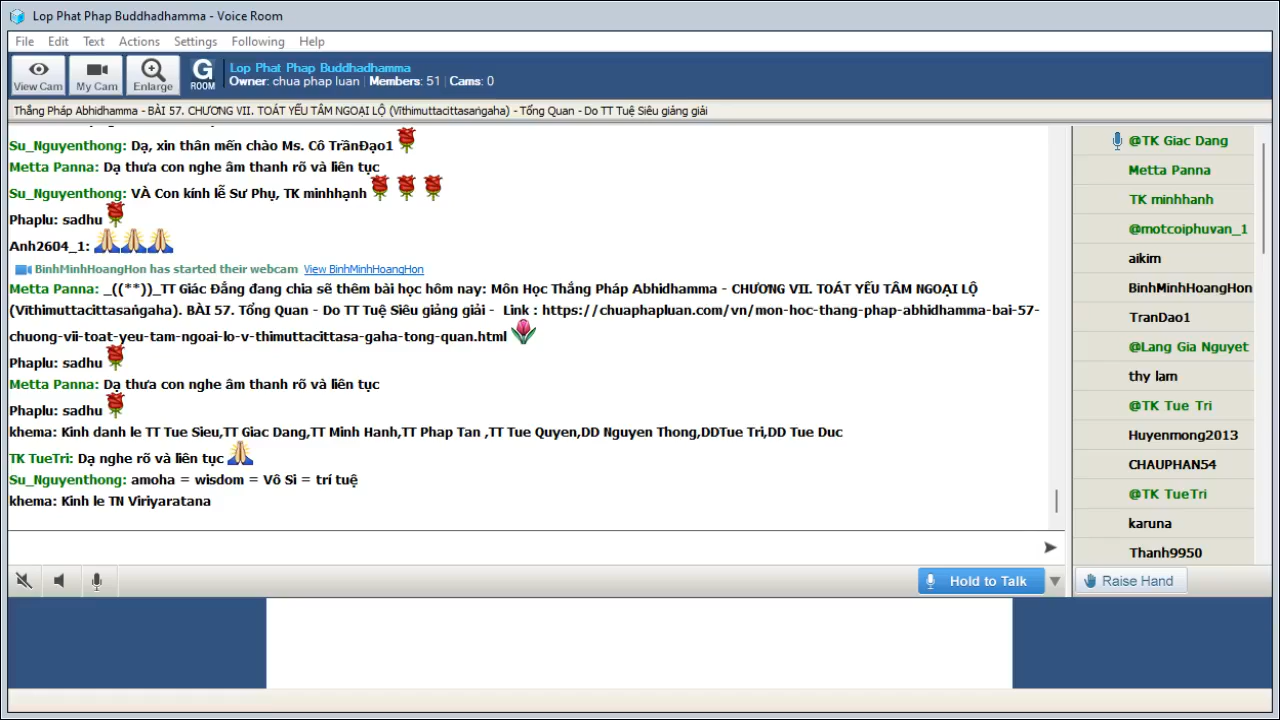 Lop Phat Phap Buddhadhamma - Voice Room
File Edit Text Actions Settings Following Help
View Cam My Cam Enlarge G ROOM
Lop Phat Phap Buddhadhamma
Owner: chua phap luan Members: 51 Cams: 0
Thắng Pháp Abhidhamma - BÀI 57. CHƯƠNG VII. TOÁT YẾU TÂM NGOẠI LỘ (Vīthimuttacittasaṅgaha) - Tổng Quan - Do TT Tuệ Siêu giảng giải
Su_Nguyenthong: Dạ, xin thân mến chào Ms. Cô TrầnĐạo1
Metta Panna: Dạ thưa con nghe âm thanh rõ và liên tục
Su_Nguyenthong: VÀ Con kính lễ Sư Phụ, TK minhhạnh
Phaplu: sadhu
Anh2604_1:
BinhMinhHoangHon has started their webcam View BinhMinhHoangHon
Metta Panna: _((**))_TT Giác Đẳng đang chia sẽ thêm bài học hôm nay: Môn Học Thắng Pháp Abhidhamma - CHƯƠNG VII. TOÁT YẾU TÂM NGOẠI LỘ
(Vīthimuttacittasaṅgaha). BÀI 57. Tổng Quan - Do TT Tuệ Siêu giảng giải - Link : https://chuaphapluan.com/vn/mon-hoc-thang-phap-abhidhamma-bai-57-
chuong-vii-toat-yeu-tam-ngoai-lo-v-thimuttacittasa-gaha-tong-quan.html
Phaplu: sadhu
Metta Panna: Dạ thưa con nghe âm thanh rõ và liên tục
Phaplu: sadhu
khema: Kinh danh le TT Tue Sieu,TT Giac Dang,TT Minh Hanh,TT Phap Tan ,TT Tue Quyen,DD Nguyen Thong,DDTue Tri,DD Tue Duc
TK TueTri: Dạ nghe rõ và liên tục
Su_Nguyenthong: amoha = wisdom = Vô Si = trí tuệ
khema: Kinh le TN Viriyaratana
Hold to Talk
@TK Giac Dang
Metta Panna
TK minhhanh
@motcoiphuvan_1
aikim
BinhMinhHoangHon
TranDao1
@Lang Gia Nguyet
thy lam
@TK Tue Tri
Huyenmong2013
CHAUPHAN54
@TK TueTri
karuna
Thanh9950
Raise Hand